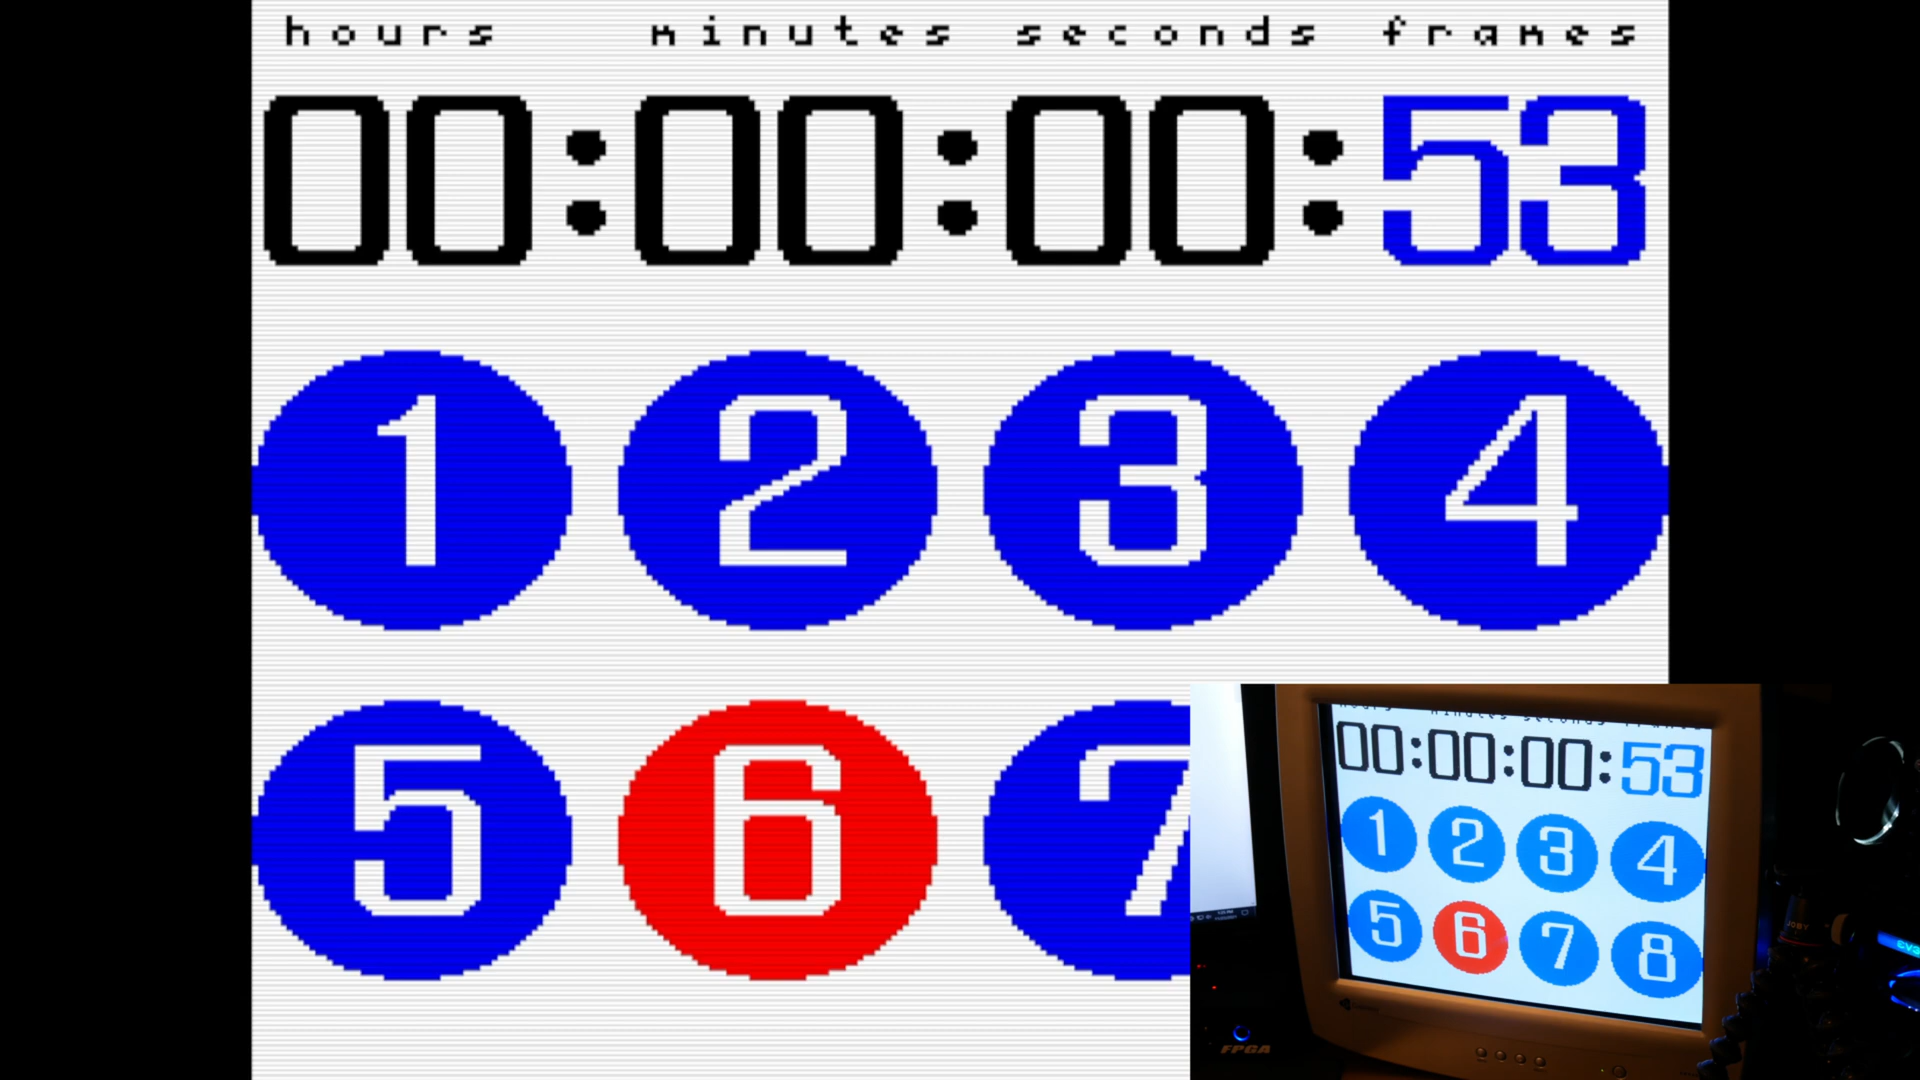 hours minutes seconds frames
00:00:00:53
1 2 3 4
5 6 7
00:00:00:53
1 2 3 4
5 6 7 8
JOBY
FPGA